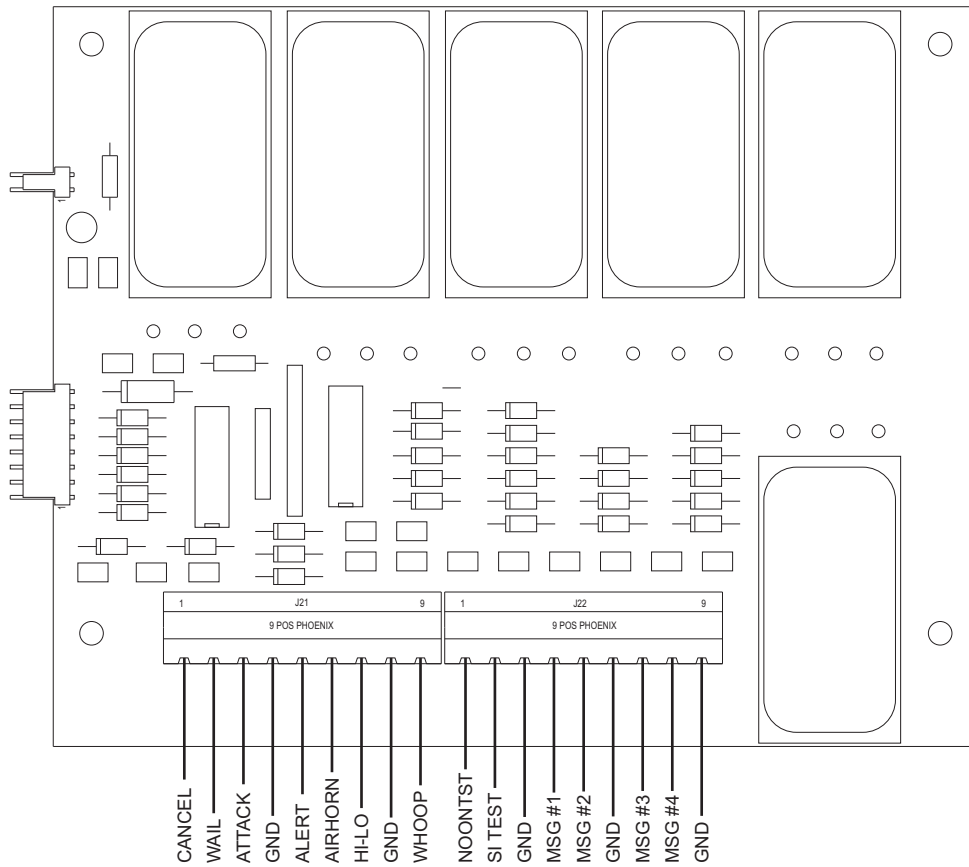 1 J21 9
9 POS PHOENIX
1 J22 9
9 POS PHOENIX
CANCEL
WAIL
ATTACK
GND
ALERT
AIRHORN
HI-LO
GND
WHOOP
NOONTST
SI TEST
GND
MSG #1
MSG #2
GND
MSG #3
MSG #4
GND